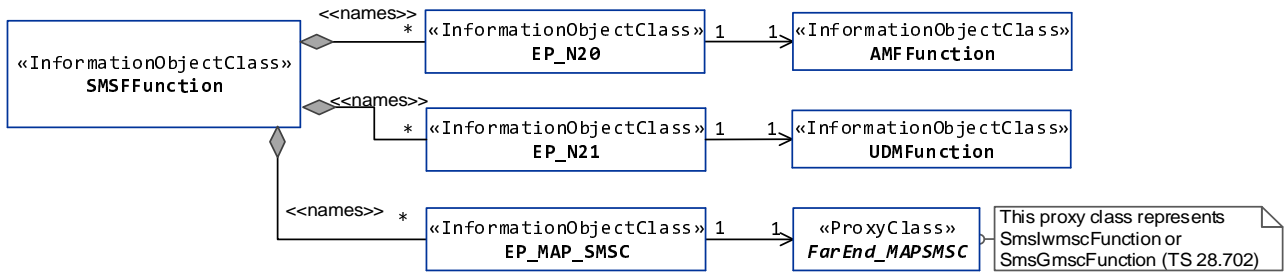 «InformationObjectClass»
SMSFFunction
<<names>>
*
«InformationObjectClass»
EP_N20
1
1
«InformationObjectClass»
AMFFunction
<<names>>
*
«InformationObjectClass»
EP_N21
1
1
«InformationObjectClass»
UDMFunction
<<names>>
*
«InformationObjectClass»
EP_MAP_SMSC
1
1
«ProxyClass»
FarEnd_MAPSMSC
This proxy class represents
SmsIwmscFunction or
SmsGmscFunction (TS 28.702)